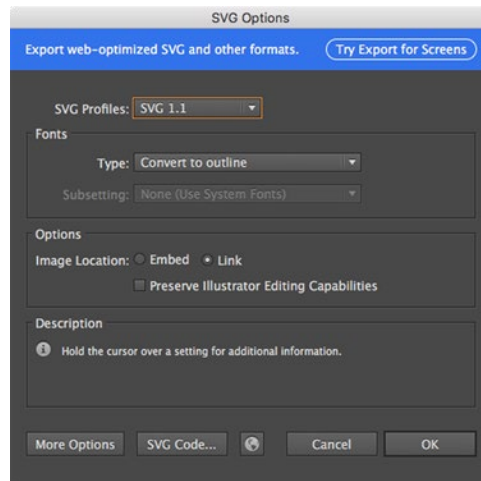 SVG Options
Export web-optimized SVG and other formats. Try Export for Screens
SVG Profiles: SVG 1.1
Fonts
Type: Convert to outline
Subsetting: None (Use System Fonts)
Options
Image Location: Embed Link
Preserve Illustrator Editing Capabilities
Description
Hold the cursor over a setting for additional information.
More Options SVG Code... Cancel OK